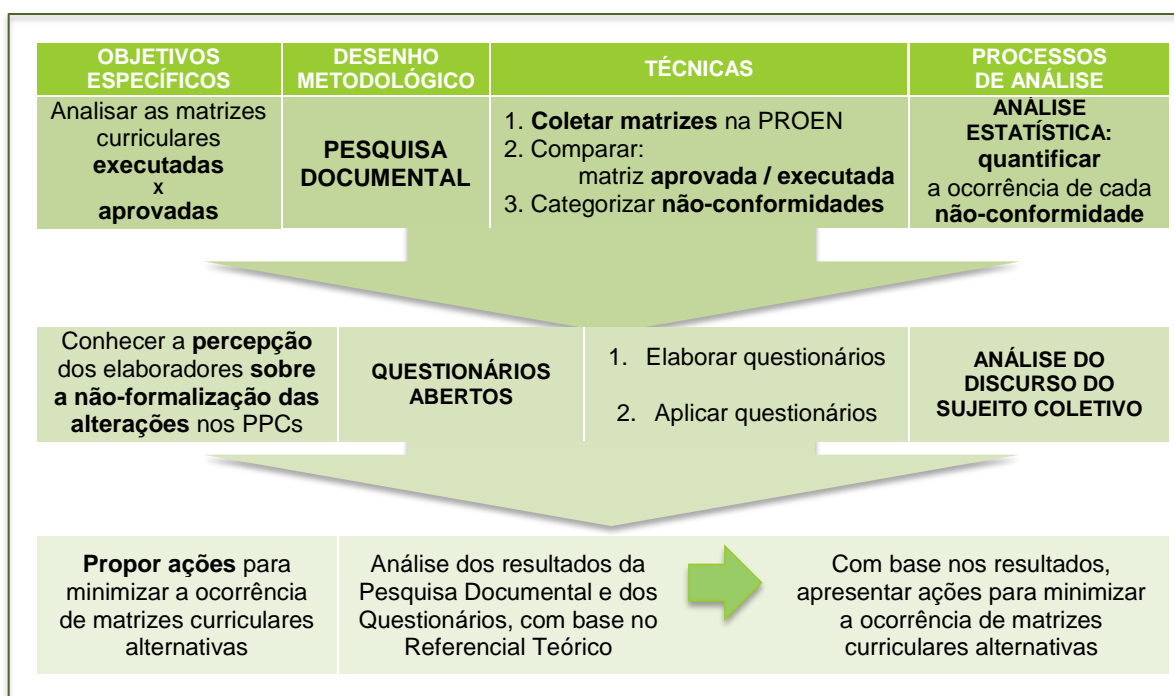 OBJETIVOS
ESPECÍFICOS
DESENHO
METODOLÓGICO
TÉCNICAS
PROCESSOS
DE ANÁLISE
Analisar as matrizes
curriculares
executadas
x
aprovadas
PESQUISA
DOCUMENTAL
1. Coletar matrizes na PROEN
2. Comparar:
matriz aprovada / executada
3. Categorizar não-conformidades
ANÁLISE
ESTATÍSTICA:
quantificar
a ocorrência de cada
não-conformidade
Conhecer a percepção
dos elaboradores sobre
a não-formalização das
alterações nos PPCs
QUESTIONÁRIOS
ABERTOS
1. Elaborar questionários
2. Aplicar questionários
ANÁLISE DO
DISCURSO DO
SUJEITO COLETIVO
Propor ações para
minimizar a ocorrência
de matrizes curriculares
alternativas
Análise dos resultados da
Pesquisa Documental e dos
Questionários, com base no
Referencial Teórico
Com base nos resultados,
apresentar ações para minimizar
a ocorrência de matrizes
curriculares alternativas